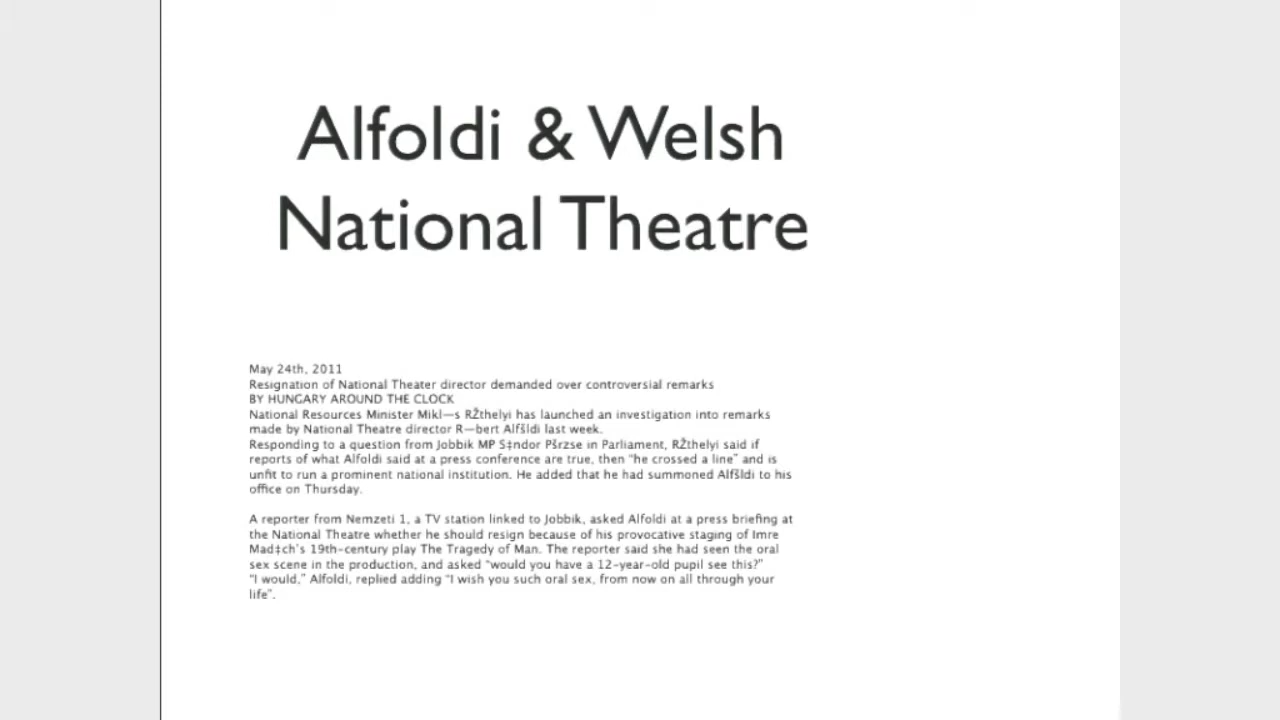 Alfoldi & Welsh
National Theatre
May 24th, 2011
Resignation of National Theater director demanded over controversial remarks
BY HUNGARY AROUND THE CLOCK
National Resources Minister Mikl—s RŽthelyi has launched an investigation into remarks
made by National Theatre director R—bert Alfšldi last week.
Responding to a question from Jobbik MP S‡ndor Pšrzse in Parliament, RŽthelyi said if
reports of what Alfoldi said at a press conference are true, then “he crossed a line” and is
unfit to run a prominent national institution. He added that he had summoned Alfšldi to his
office on Thursday.
A reporter from Nemzeti 1, a TV station linked to Jobbik, asked Alfoldi at a press briefing at
the National Theatre whether he should resign because of his provocative staging of Imre
Mad‡ch’s 19th-century play The Tragedy of Man. The reporter said she had seen the oral
sex scene in the production, and asked “would you have a 12-year-old pupil see this?”
“I would,” Alfoldi, replied adding “I wish you such oral sex, from now on all through your
life”.